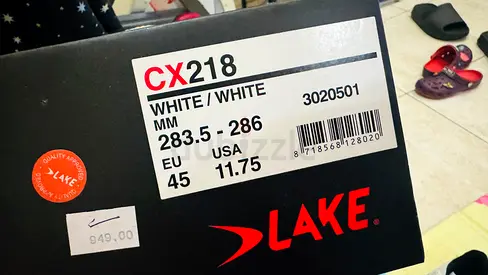 CX218
WHITE / WHITE
3020501
MM
283.5 - 286
EU USA
45 11.75
8 718568 128020
QUALITY APPROVED
LAKE
949.00
LAKE
dubizzle